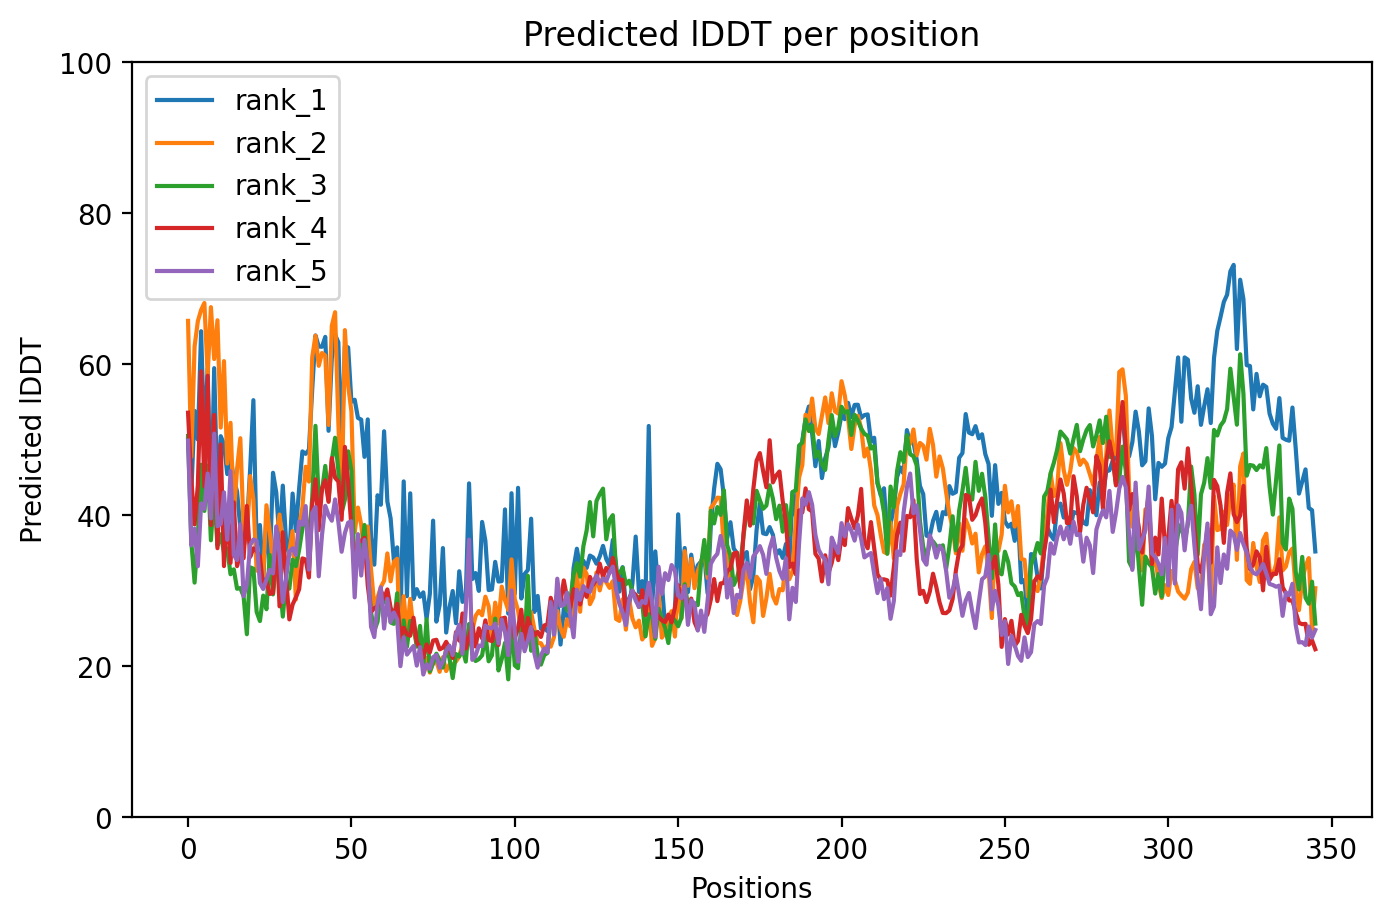 Predicted lDDT per position
100
80
60
40
20
0
Predicted lDDT
rank_1
rank_2
rank_3
rank_4
rank_5
0 50 100 150 200 250 300 350
Positions